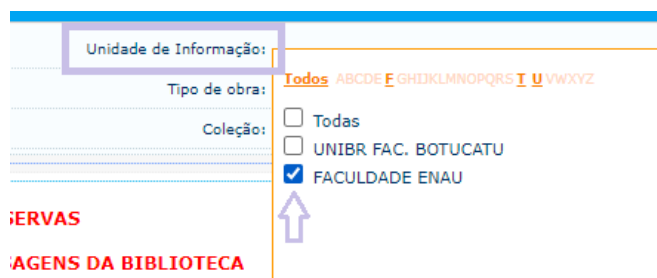 Unidade de Informação:
Todos ABCDE F GHIJKLMNOPQRS T U VWXYZ
Tipo de obra:
Todas
Coleção:
UNIBR FAC. BOTUCATU
FACULDADE ENAU
SERVAS
AGENS DA BIBLIOTECA